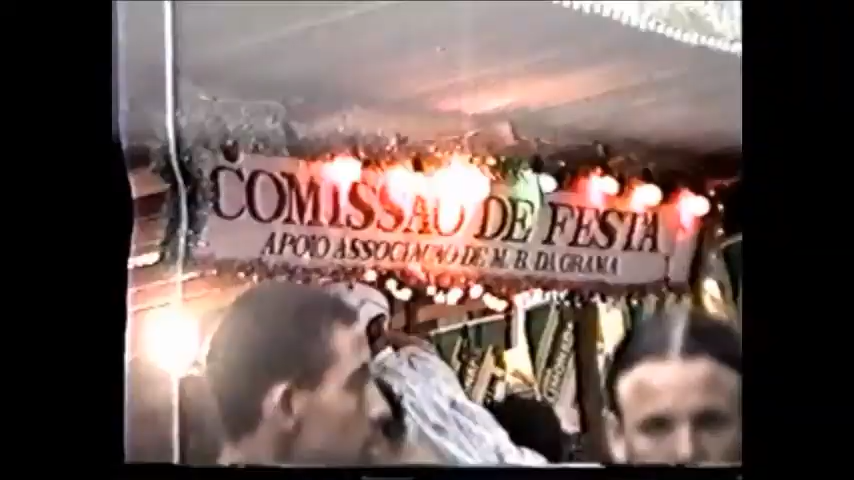 COMISSÃO DE FESTA
APOIO ASSOCIAÇÃO DE M. B. DA GRAMA